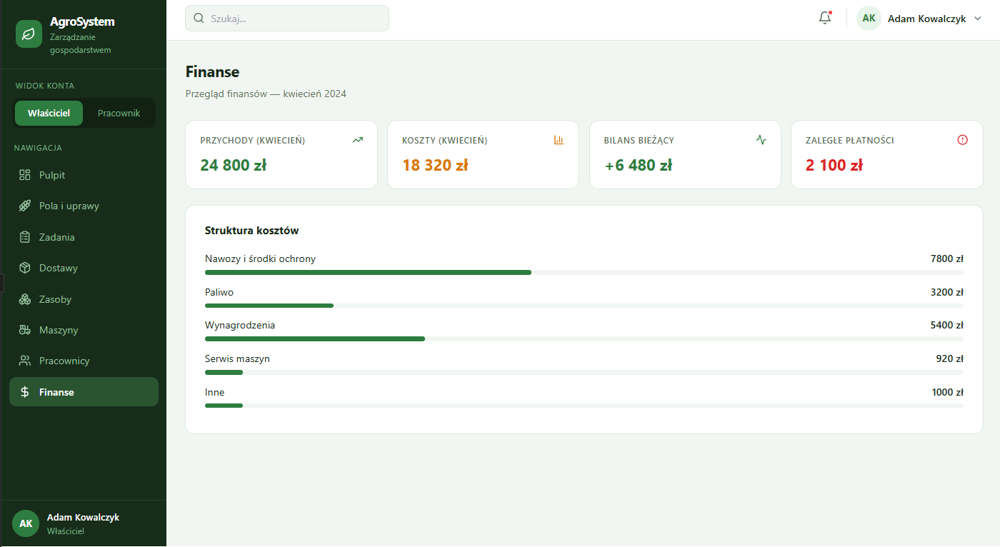 AgroSystem
Zarządzanie
gospodarstwem
WIDOK KONTA
Właściciel
Pracownik
NAWIGACJA
Pulpit
Pola i uprawy
Zadania
Dostawy
Zasoby
Maszyny
Pracownicy
Finanse
AK
Adam Kowalczyk
Właściciel
Szukaj...
AK
Adam Kowalczyk
Finanse
Przegląd finansów — kwiecień 2024
PRZYCHODY (KWIECIEŃ)
24 800 zł
KOSZTY (KWIECIEŃ)
18 320 zł
BILANS BIEŻĄCY
+6 480 zł
ZALEGŁE PŁATNOŚCI
2 100 zł
Struktura kosztów
Nawozy i środki ochrony 7800 zł
Paliwo 3200 zł
Wynagrodzenia 5400 zł
Serwis maszyn 920 zł
Inne 1000 zł